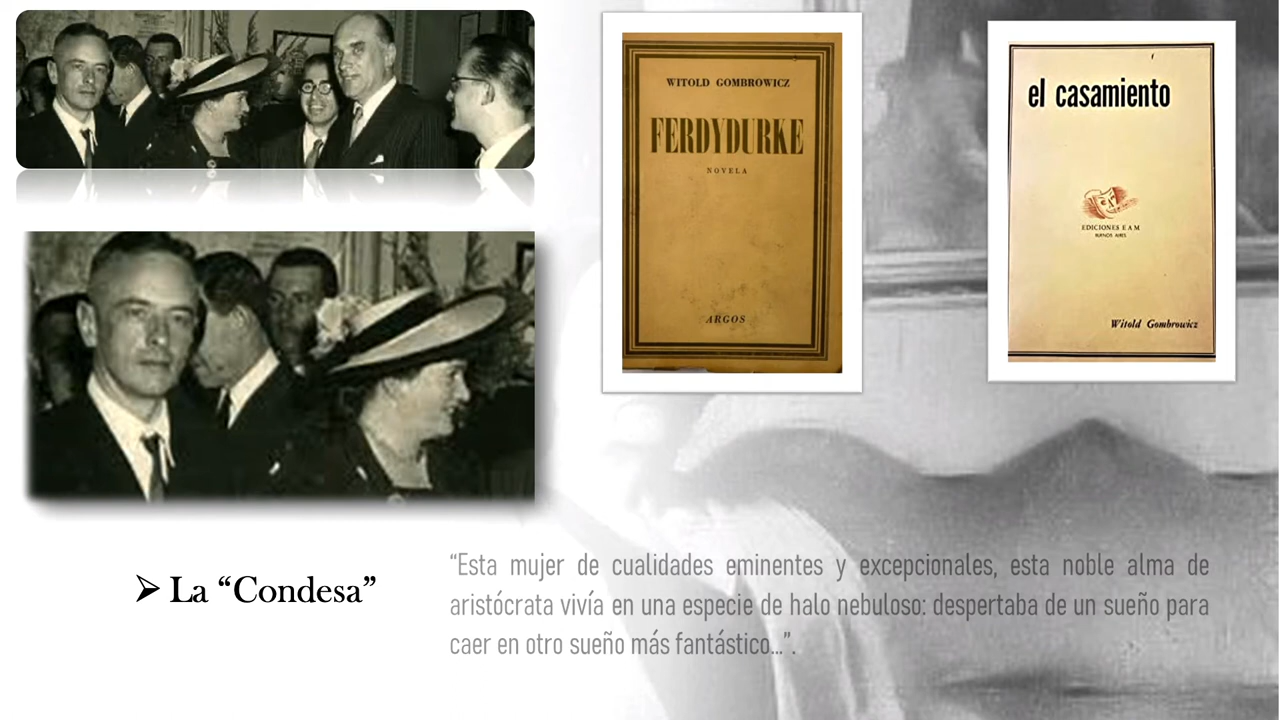 WITOLD GOMBROWICZ
FERDYDURKE
NOVELA
ARGOS
el casamiento
EDICIONES E A M
BUENOS AIRES
Witold Gombrowicz
➢ La “Condesa”
“Esta mujer de cualidades eminentes y excepcionales, esta noble alma de
aristócrata vivía en una especie de halo nebuloso: despertaba de un sueño para
caer en otro sueño más fantástico...”.